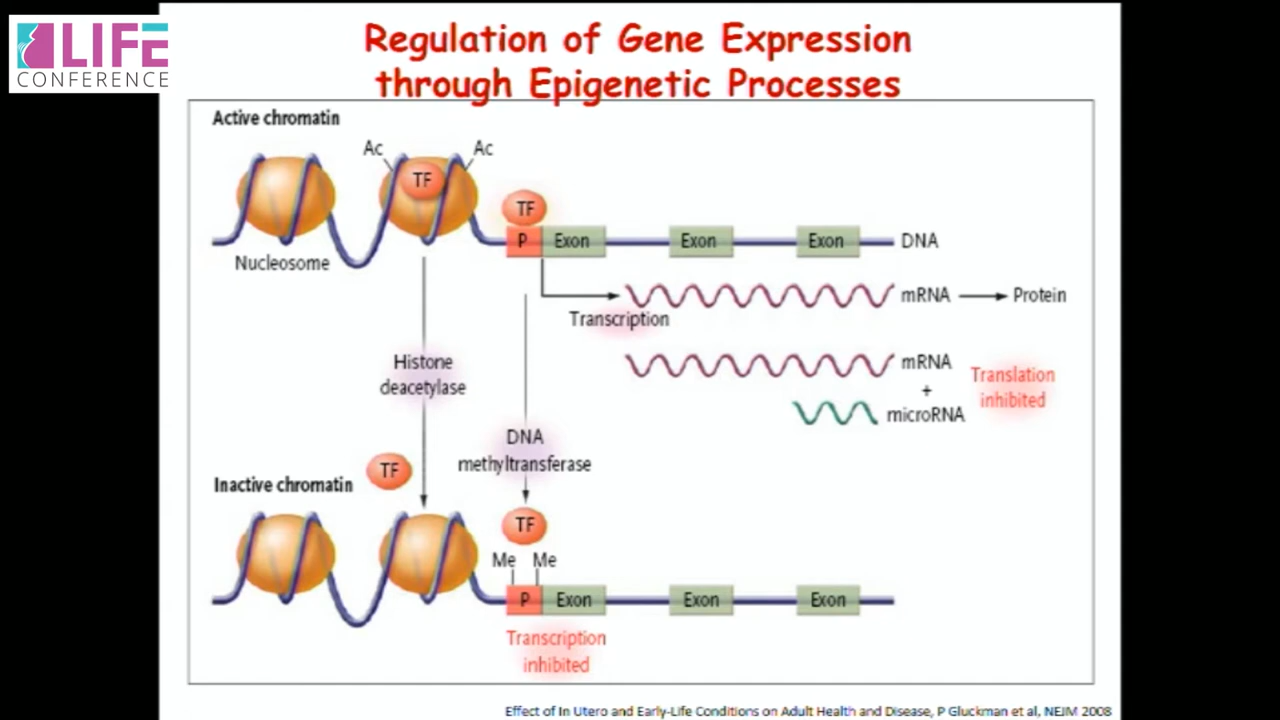 LIFE
CONFERENCE
Regulation of Gene Expression
through Epigenetic Processes
Active chromatin
Ac
Ac
TF
TF
P
Exon
Exon
Exon
DNA
Nucleosome
mRNA
Protein
Transcription
Histone
deacetylase
mRNA
+
microRNA
Translation
inhibited
DNA
methyltransferase
TF
Inactive chromatin
TF
Me
Me
P
Exon
Exon
Exon
Transcription
inhibited
Effect of In Utero and Early-Life Conditions on Adult Health and Disease, P Gluckman et al, NEJM 2008